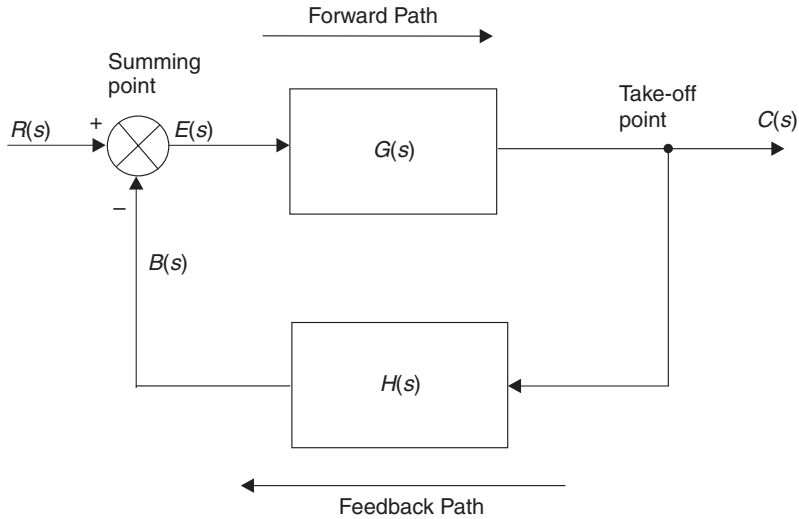 Forward Path
Summing
point
Take-off
point
R(s)
+
E(s)
G(s)
C(s)
−
B(s)
H(s)
Feedback Path